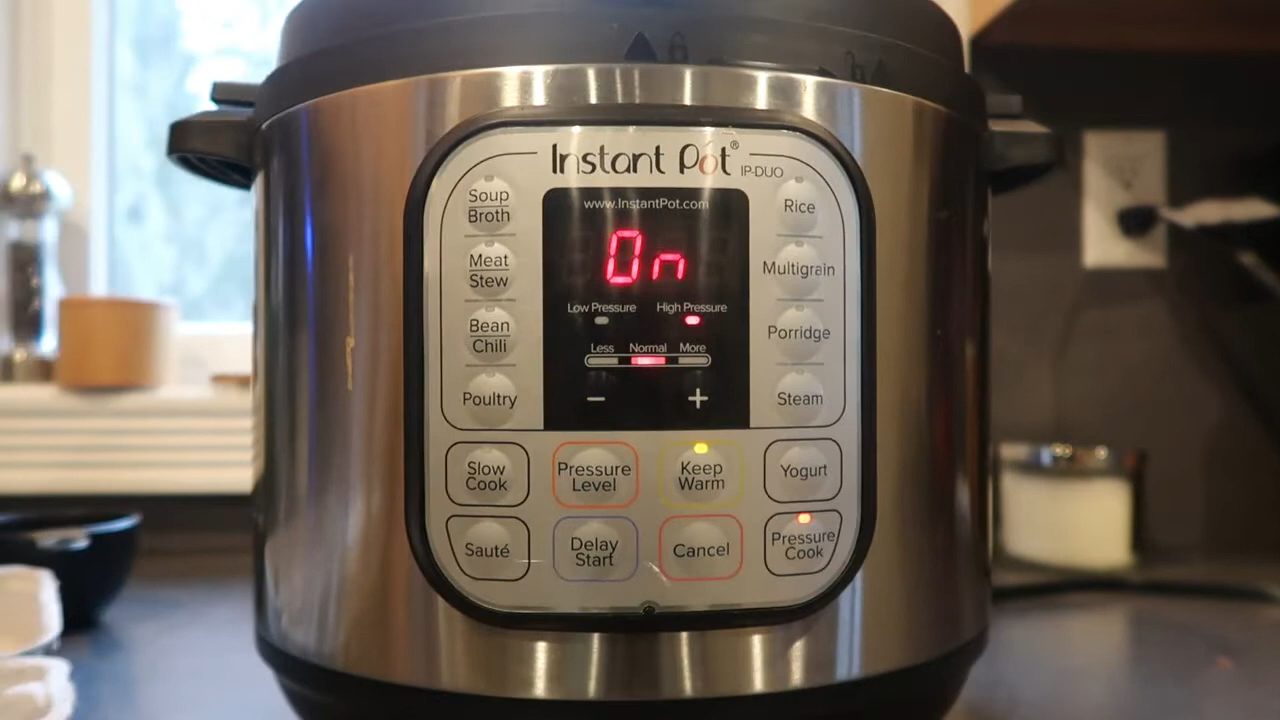 Instant Pot® IP-DUO
www.InstantPot.com
On
Low Pressure High Pressure
Less Normal More
− +
Soup
Broth
Meat
Stew
Bean
Chili
Poultry
Rice
Multigrain
Porridge
Steam
Slow
Cook
Pressure
Level
Keep
Warm
Yogurt
Sauté
Delay
Start
Cancel
Pressure
Cook